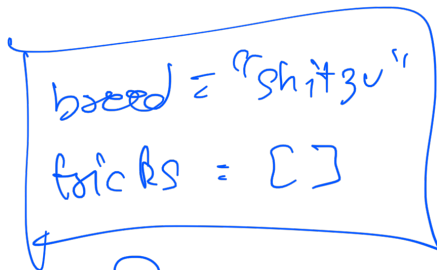 breed = "shitzu"
tricks = []